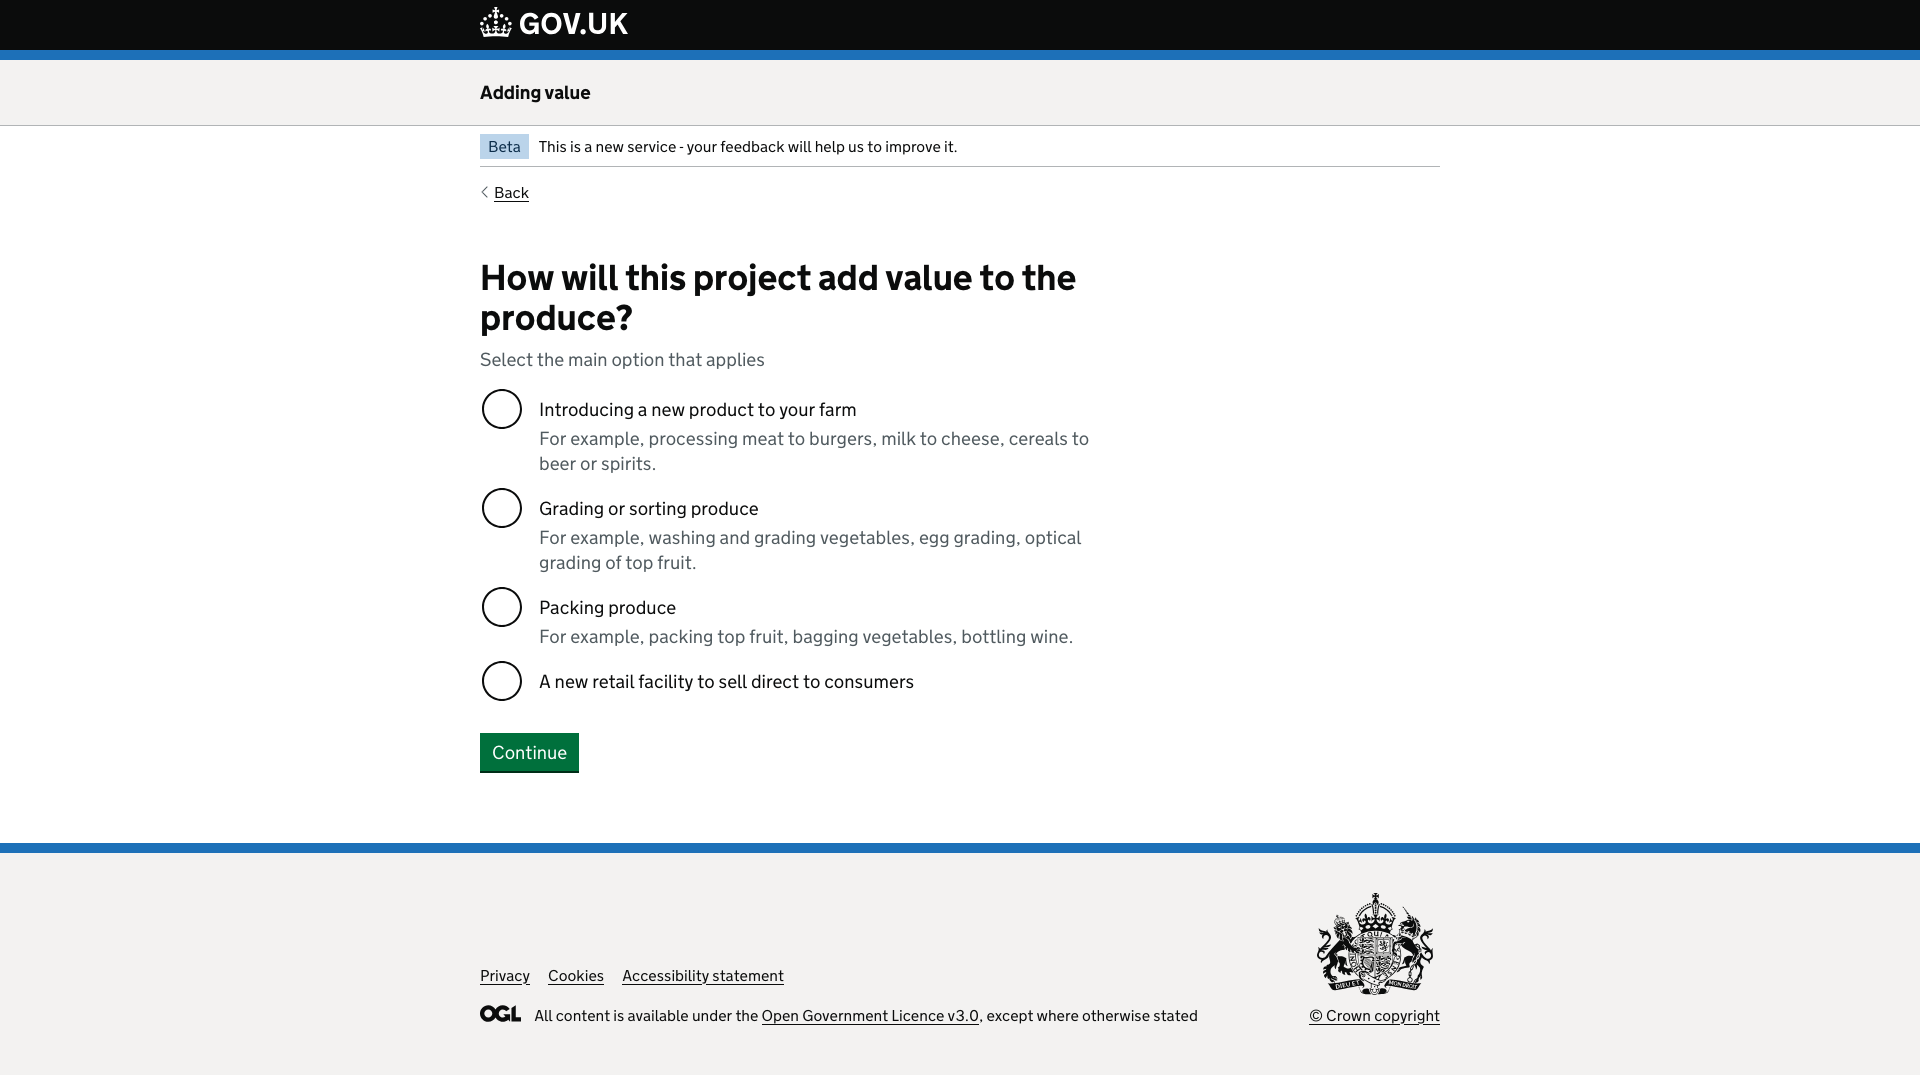 GOV.UK
Adding value
Beta This is a new service - your feedback will help us to improve it.
Back
How will this project add value to the
produce?
Select the main option that applies
Introducing a new product to your farm
For example, processing meat to burgers, milk to cheese, cereals to
beer or spirits.
Grading or sorting produce
For example, washing and grading vegetables, egg grading, optical
grading of top fruit.
Packing produce
For example, packing top fruit, bagging vegetables, bottling wine.
A new retail facility to sell direct to consumers
Continue
Privacy Cookies Accessibility statement
OGL All content is available under the Open Government Licence v3.0, except where otherwise stated
© Crown copyright